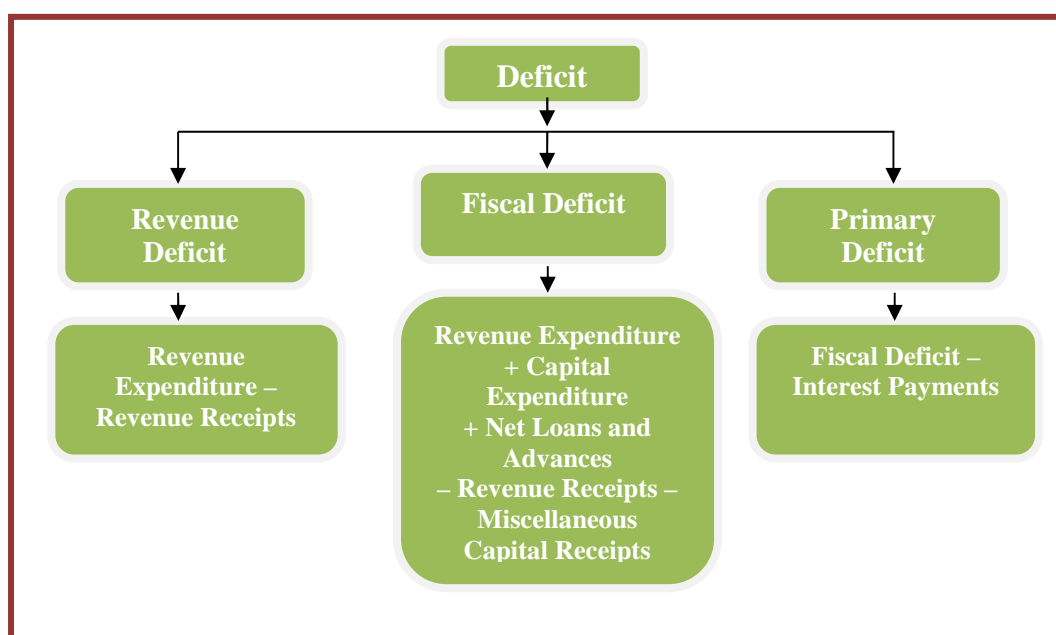 Deficit
Revenue
Deficit
Fiscal Deficit
Primary
Deficit
Revenue
Expenditure –
Revenue Receipts
Revenue Expenditure
+ Capital
Expenditure
+ Net Loans and
Advances
– Revenue Receipts –
Miscellaneous
Capital Receipts
Fiscal Deficit –
Interest Payments